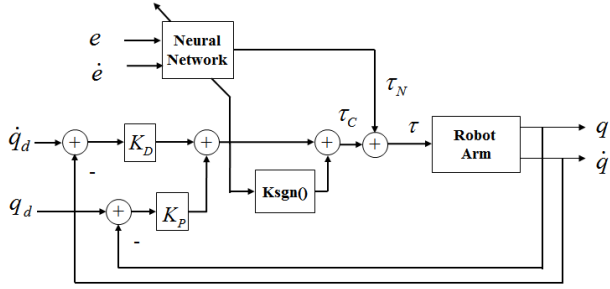 e
ė
Neural
Network
τ_N
q̇_d
+
-
K_D
+
+
τ_C
+
τ
Robot
Arm
q
q̇
q_d
+
-
K_P
Ksgn()